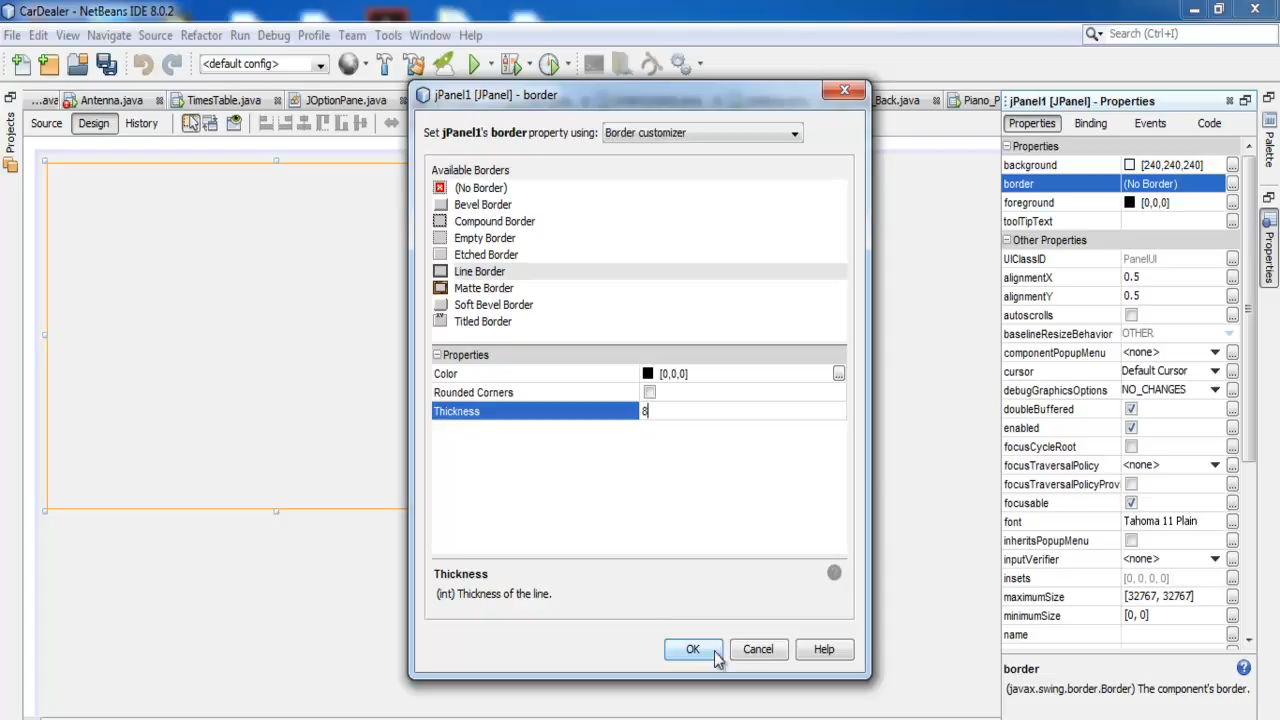 CarDealer - NetBeans IDE 8.0.2
File Edit View Navigate Source Refactor Run Debug Profile Team Tools Window Help
Search (Ctrl+I)
<default config>
...ava Antenna.java TimesTable.java JOptionPane.java Back.java Piano_P
Source Design History
Projects
jPanel1 [JPanel] - border
Set jPanel1's border property using: Border customizer
Available Borders
(No Border)
Bevel Border
Compound Border
Empty Border
Etched Border
Line Border
Matte Border
Soft Bevel Border
Titled Border
Properties
Color [0,0,0] ...
Rounded Corners
Thickness 8
Thickness
(int) Thickness of the line.
OK Cancel Help
jPanel1 [JPanel] - Properties
Properties Binding Events Code
Properties
background [240,240,240] ...
border (No Border) ...
foreground [0,0,0] ...
toolTipText ...
Other Properties
UIClassID PanelUI ...
alignmentX 0.5 ...
alignmentY 0.5 ...
autoscrolls ...
baselineResizeBehavior OTHER
componentPopupMenu <none> ...
cursor Default Cursor ...
debugGraphicsOptions NO_CHANGES ...
doubleBuffered ...
enabled ...
focusCycleRoot ...
focusTraversalPolicy <none> ...
focusTraversalPolicyProvi ...
focusable ...
font Tahoma 11 Plain ...
inheritsPopupMenu ...
inputVerifier <none> ...
insets [0, 0, 0, 0] ...
maximumSize [32767, 32767] ...
minimumSize [0, 0] ...
name ...
border
(javax.swing.border.Border) The component's border.
Palette
Properties